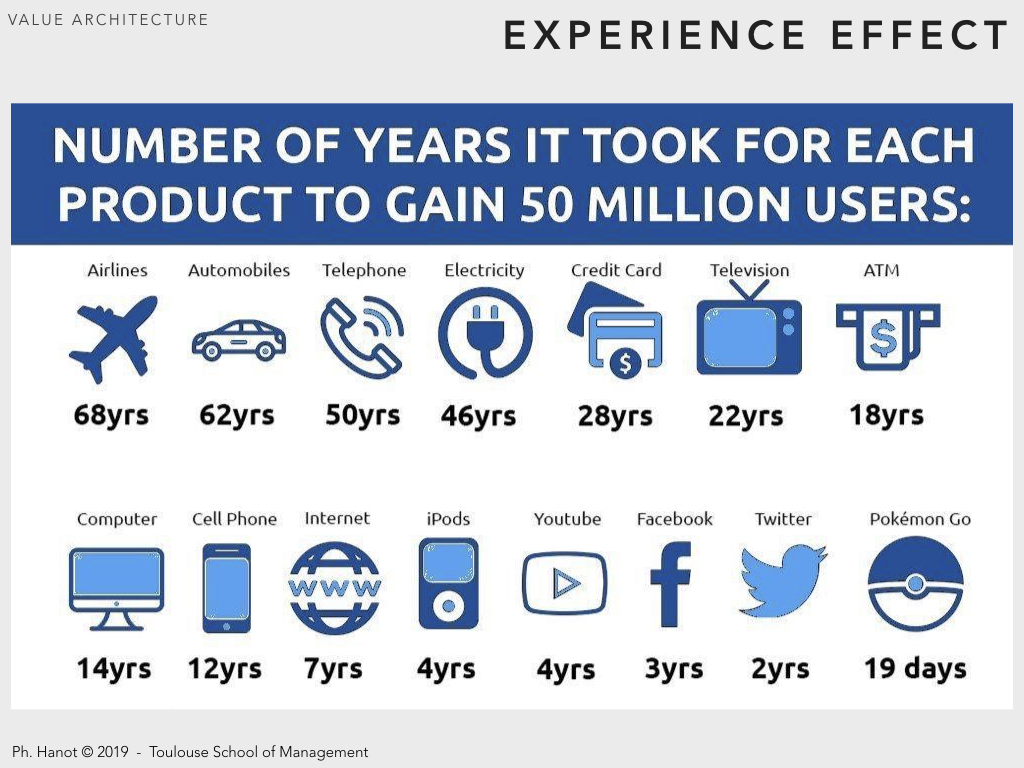 VALUE ARCHITECTURE
EXPERIENCE EFFECT
NUMBER OF YEARS IT TOOK FOR EACH
PRODUCT TO GAIN 50 MILLION USERS:
Airlines Automobiles Telephone Electricity Credit Card Television ATM
$ $
68yrs 62yrs 50yrs 46yrs 28yrs 22yrs 18yrs
Computer Cell Phone Internet iPods Youtube Facebook Twitter Pokémon Go
www
14yrs 12yrs 7yrs 4yrs 4yrs 3yrs 2yrs 19 days
Ph. Hanot © 2019 - Toulouse School of Management